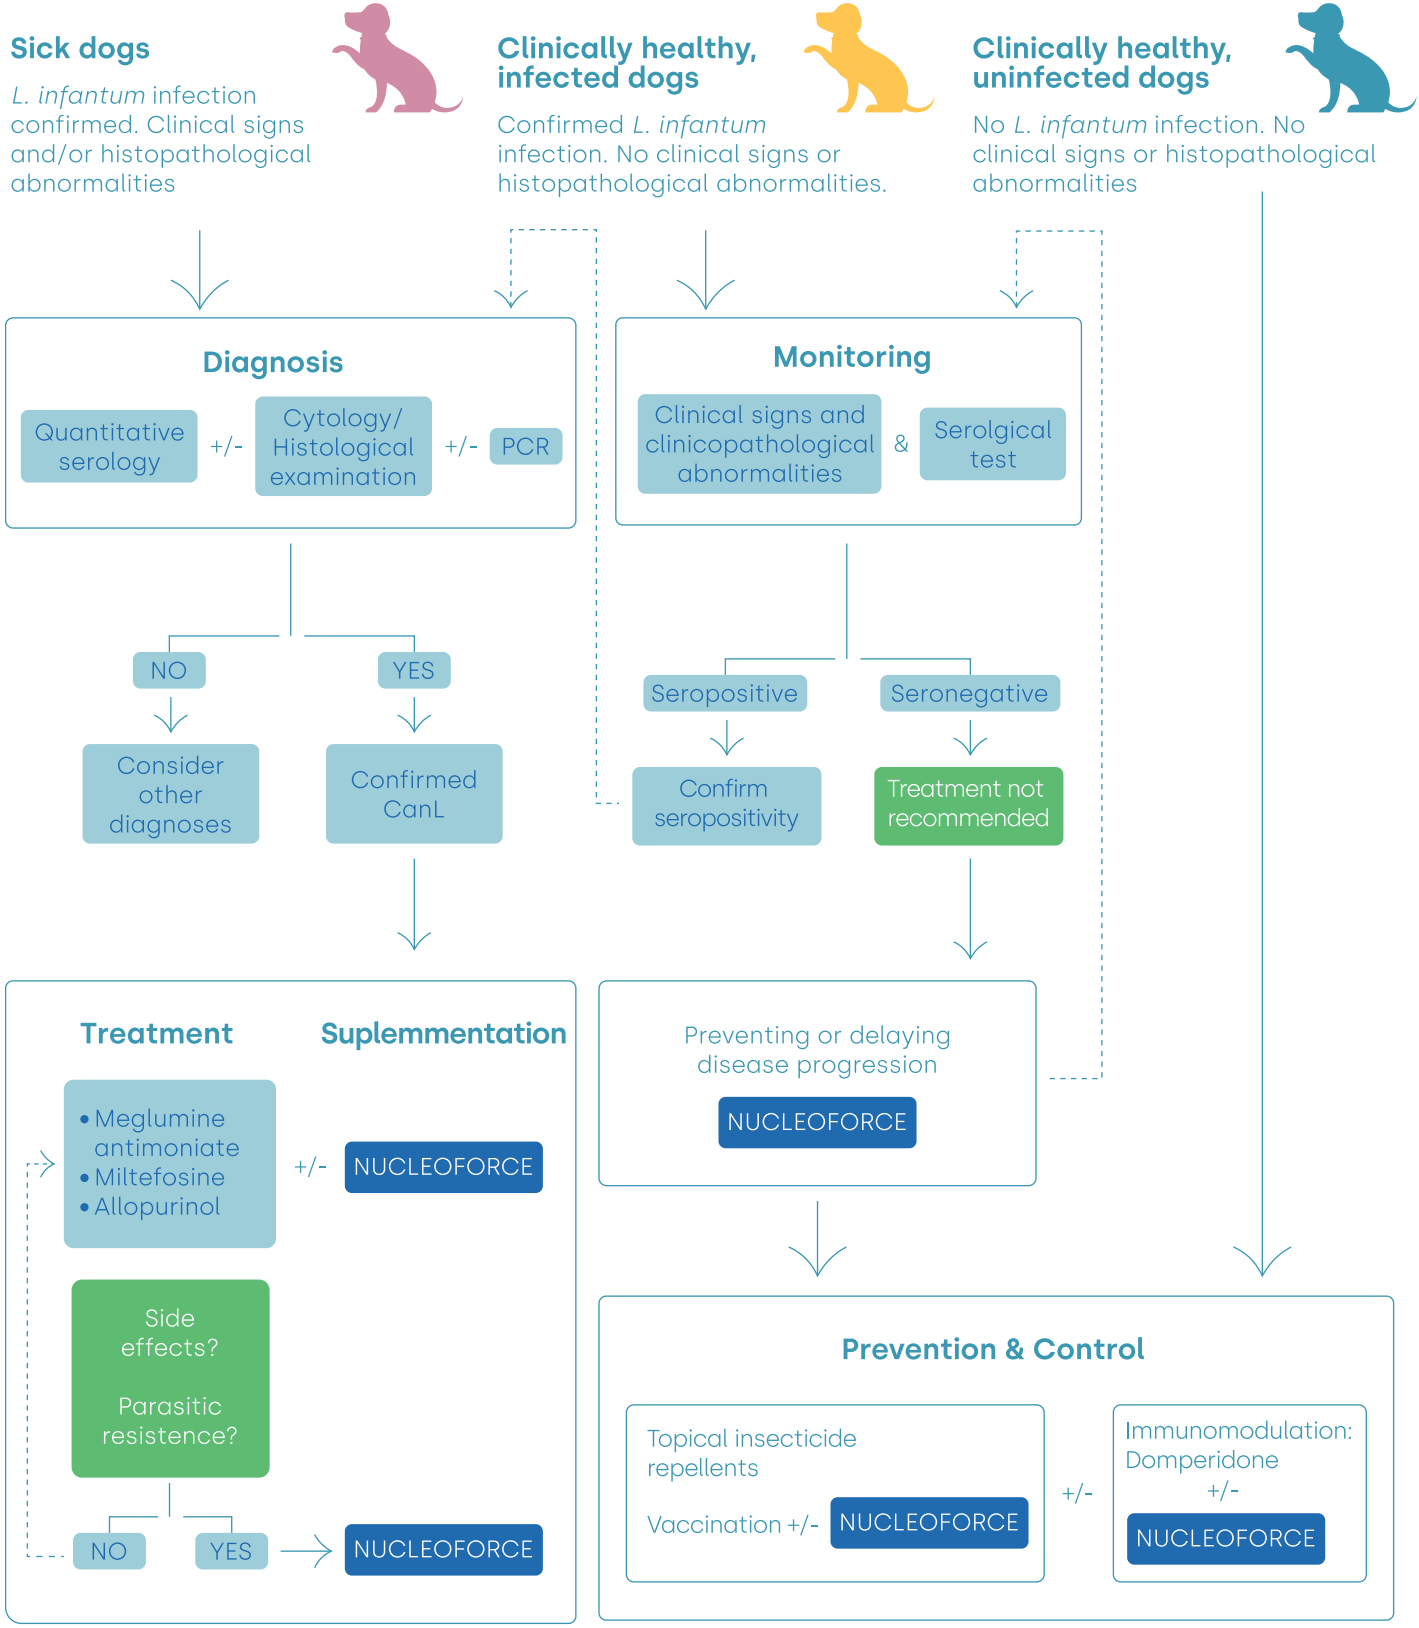 Sick dogs
L. infantum infection
confirmed. Clinical signs
and/or histopathological
abnormalities
Clinically healthy,
infected dogs
Confirmed L. infantum
infection. No clinical signs or
histopathological abnormalities.
Clinically healthy,
uninfected dogs
No L. infantum infection. No
clinical signs or histopathological
abnormalities
Diagnosis
Quantitative
serology
+/-
Cytology/
Histological
examination
+/-
PCR
Monitoring
Clinical signs and
clinicopathological
abnormalities
&
Serolgical
test
NO
YES
Consider
other
diagnoses
Confirmed
CanL
Seropositive
Seronegative
Confirm
seropositivity
Treatment not
recommended
Treatment
Suplemmentation
• Meglumine
antimoniate
• Miltefosine
• Allopurinol
+/-
NUCLEOFORCE
Side
effects?
Parasitic
resistence?
NO
YES
NUCLEOFORCE
Preventing or delaying
disease progression
NUCLEOFORCE
Prevention & Control
Topical insecticide
repellents
Vaccination +/- NUCLEOFORCE
+/-
Immunomodulation:
Domperidone
+/-
NUCLEOFORCE